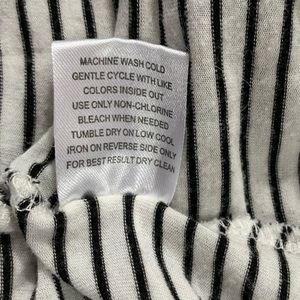 MACHINE WASH COLD
GENTLE CYCLE WITH LIKE
COLORS INSIDE OUT
USE ONLY NON-CHLORINE
BLEACH WHEN NEEDED
TUMBLE DRY ON LOW COOL
IRON ON REVERSE SIDE ONLY
FOR BEST RESULT DRY CLEAN